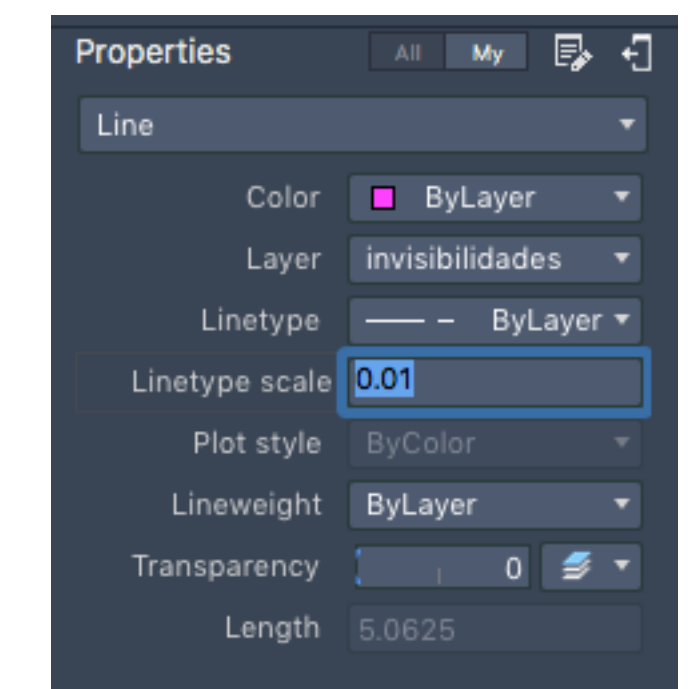 Properties All My
Line
Color ByLayer
Layer invisibilidades
Linetype ByLayer
Linetype scale 0.01
Plot style ByColor
Lineweight ByLayer
Transparency 0
Length 5.0625